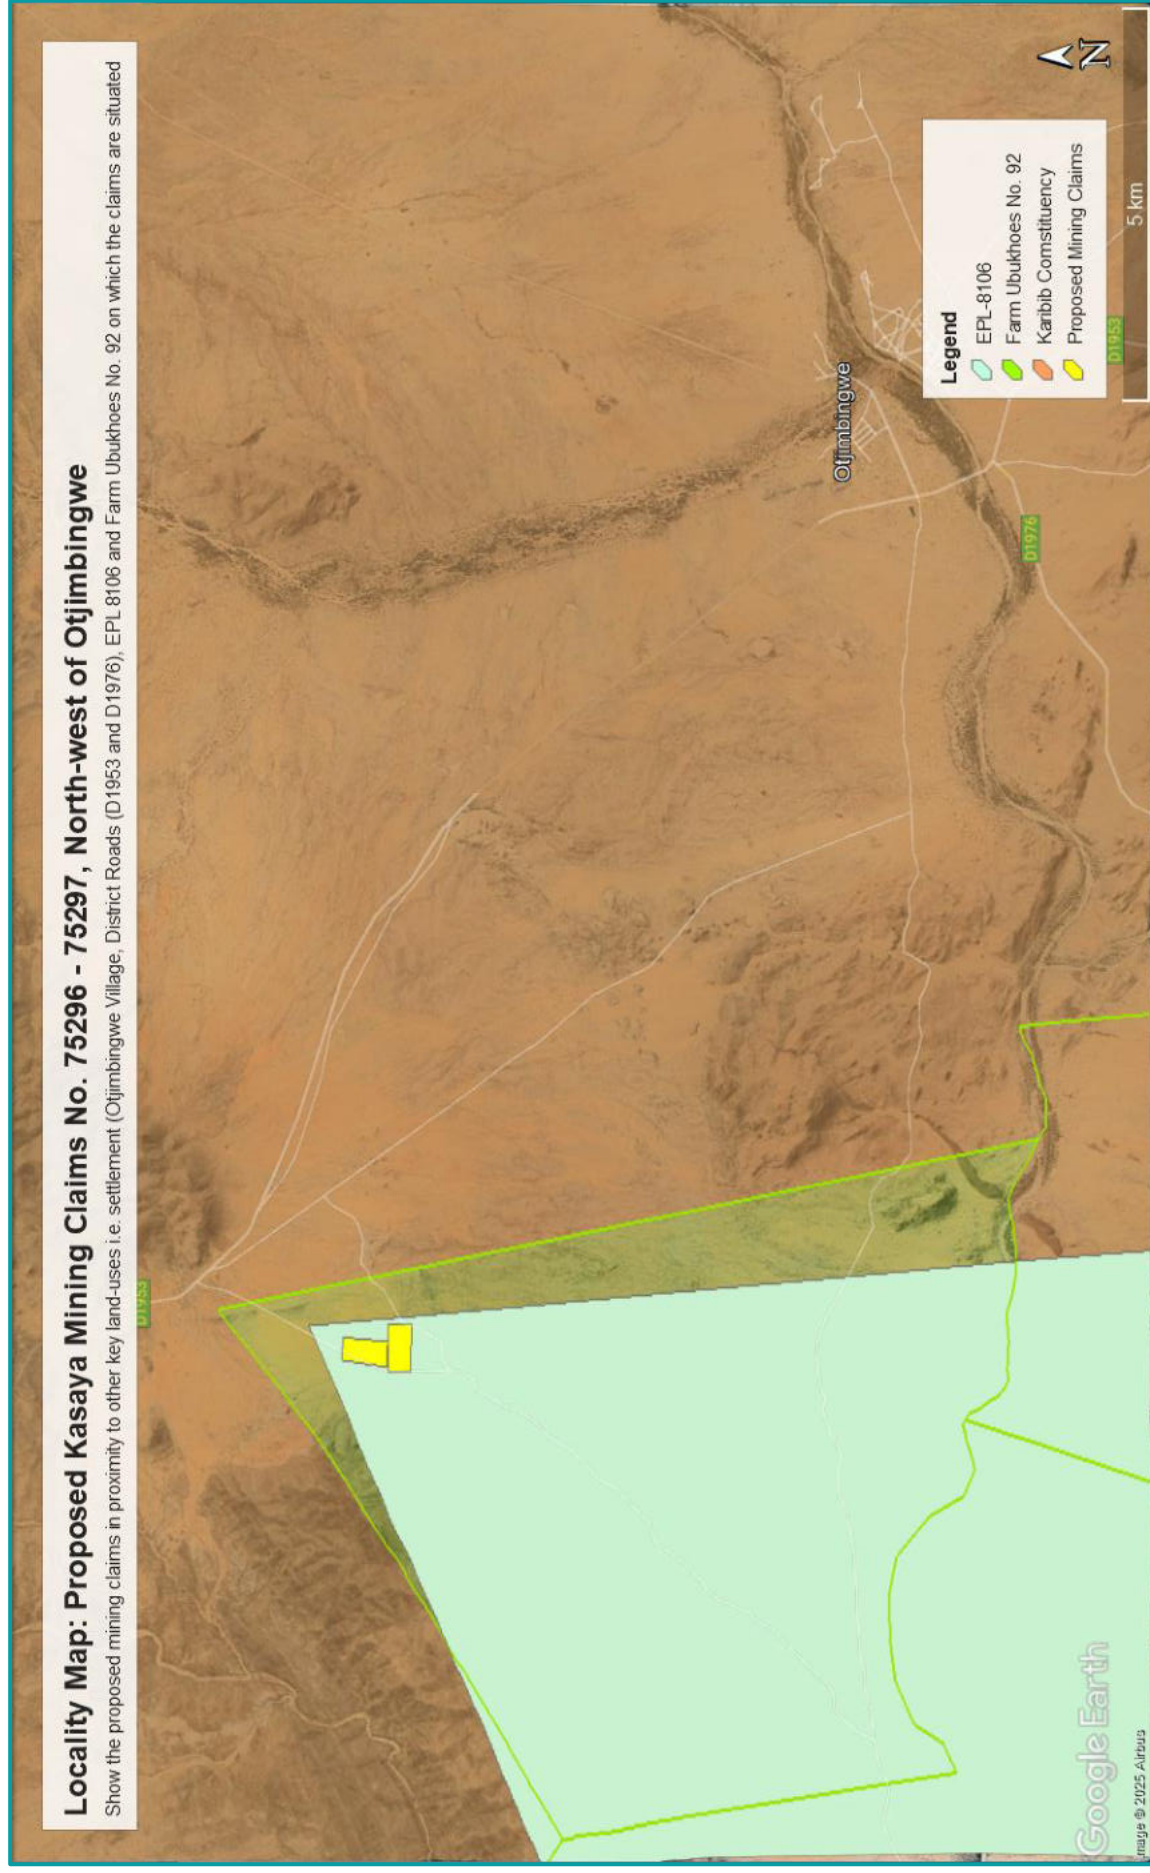 Locality Map: Proposed Kasaya Mining Claims No. 75296 - 75297, North-west of Otjimbingwe
Show the proposed mining claims in proximity to other key land-uses i.e. settlement (Otjimbingwe Village, District Roads (D1953 and D1976), EPL 8106 and Farm Ubukhoes No. 92 on which the claims are situated
D1953
Otjimbingwe
D1976
Legend
EPL-8106
Farm Ubukhoes No. 92
Karibib Comstituency
Proposed Mining Claims
N
D1953
5 km
Google Earth
mage © 2025 Airbus